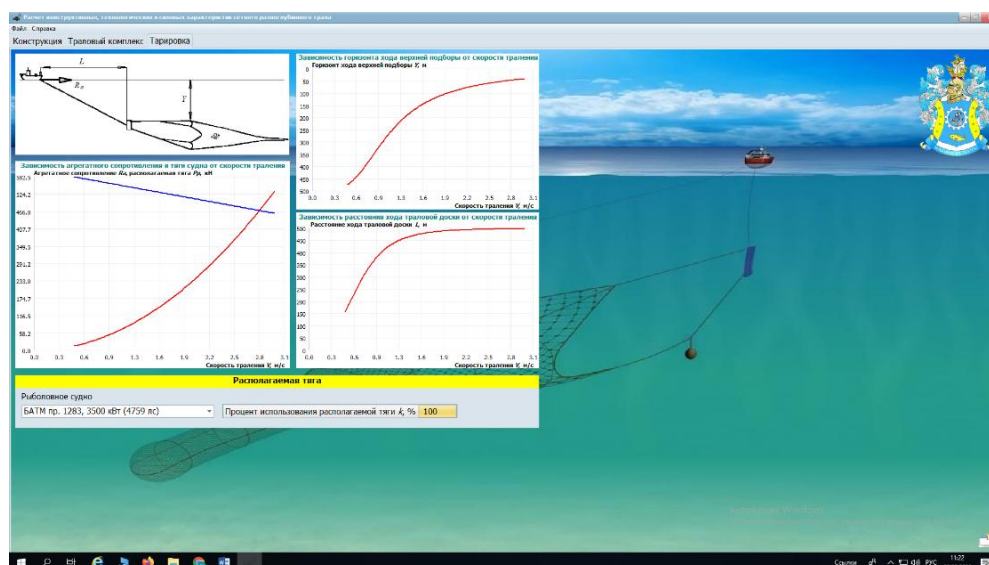 Расчет конструктивных, технологических и силовых характеристик сетного разноглубинного трала
Файл Справка
Конструкция Траловый комплекс Тарировка
L
Rа
Y
Зависимость горизонта хода верхней подборы от скорости траления
Горизонт хода верхней подборы Y, м
0
50
100
150
200
250
300
350
400
450
500
0.0 0.3 0.6 0.9 1.3 1.6 1.9 2.2 2.5 2.8 3.1
Скорость траления V, м/с
Зависимость агрегатного сопротивления и тяги судна от скорости траления
Агрегатное сопротивление Ra, располагаемая тяга Pp, кН
582.5
524.2
466.0
407.7
349.5
291.2
233.0
174.7
116.5
58.2
0.0
0.0 0.3 0.6 0.9 1.3 1.6 1.9 2.2 2.5 2.8 3.1
Скорость траления V, м/с
Зависимость расстояния хода траловой доски от скорости траления
Расстояние хода траловой доски L, м
500
450
400
350
300
250
200
150
100
50
0
0.0 0.3 0.6 0.9 1.3 1.6 1.9 2.2 2.5 2.8 3.1
Скорость траления V, м/с
Располагаемая тяга
Рыболовное судно
БАТМ пр. 1283, 3500 кВт (4759 лс)
Процент использования располагаемой тяги k, % 100
Активация Windows
Ссылки
РУС
11:22